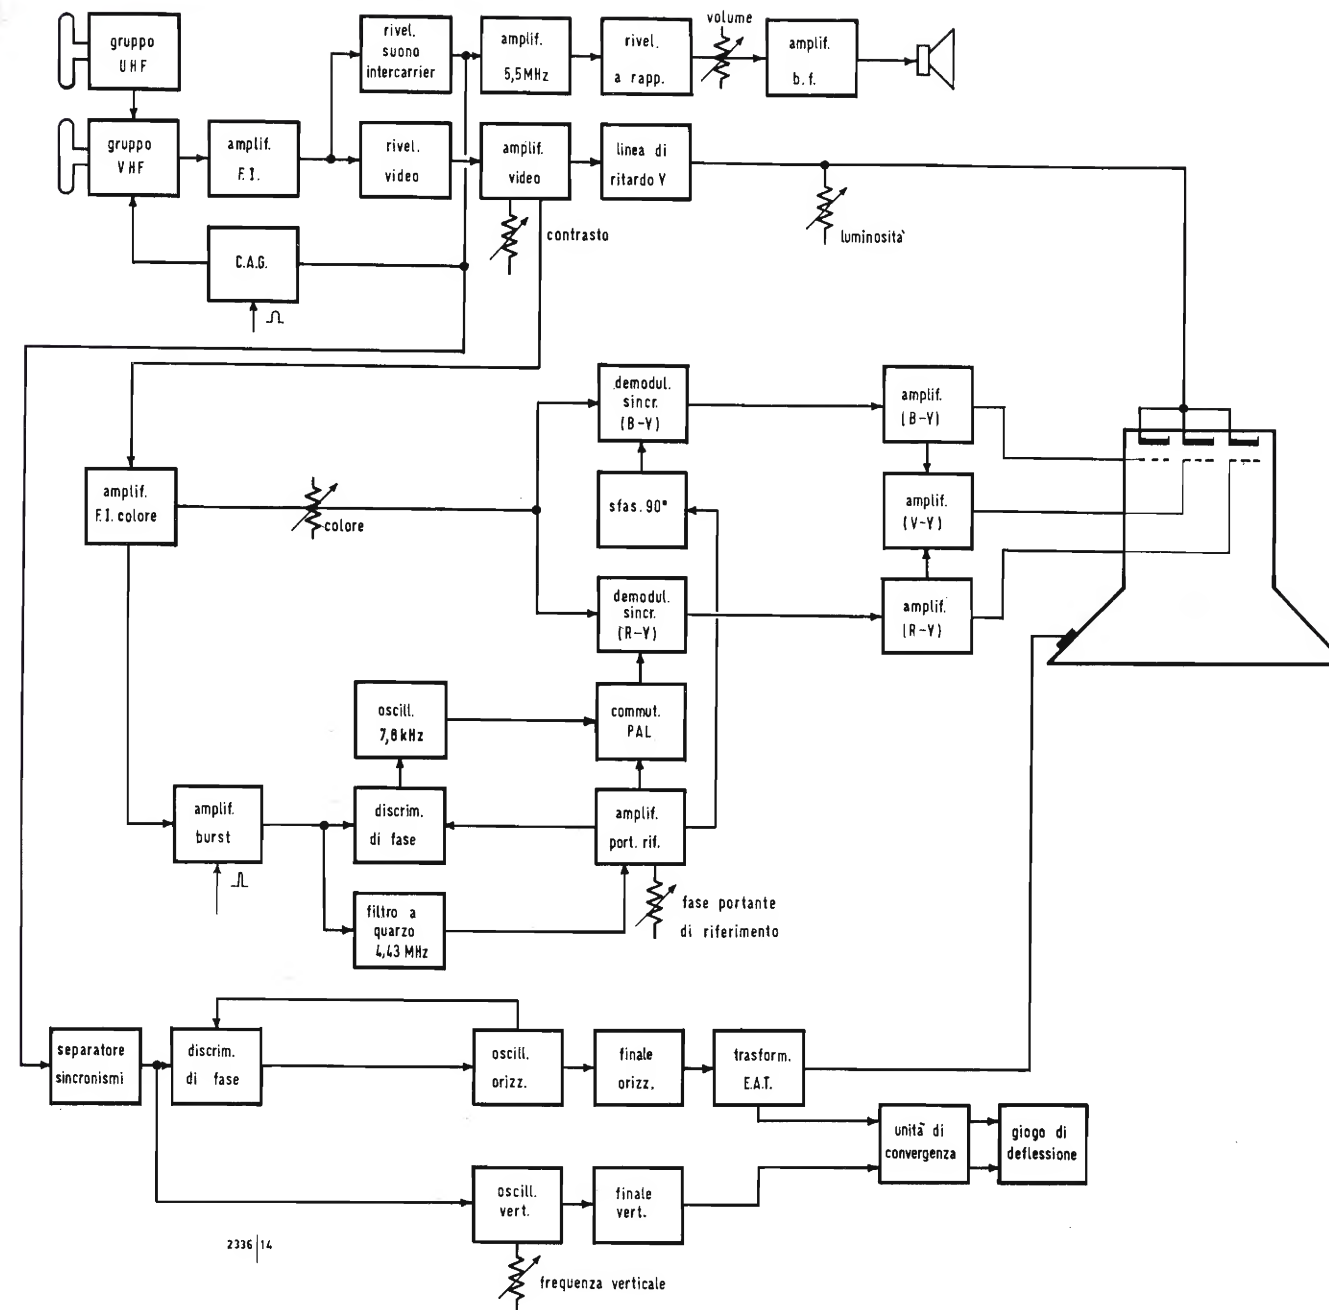 gruppo
UHF
rivel.
suono
intercarrier
amplif.
5,5MHz
rivel.
a rapp.
volume
amplif.
b.f.
gruppo
VHF
amplif.
F.I.
rivel.
video
amplif.
video
linea di
ritardo Y
contrasto
luminosità
C.A.G.
demodul.
sincr.
(B-Y)
amplif.
(B-Y)
amplif.
F.I. colore
colore
sfas. 90°
amplif.
(V-Y)
demodul.
sincr.
(R-Y)
amplif.
(R-Y)
oscill.
7,8kHz
commut.
PAL
amplif.
burst
discrim.
di fase
amplif.
port. rif.
filtro a
quarzo
4,43MHz
fase portante
di riferimento
separatore
sincronismi
discrim.
di fase
oscill.
orizz.
finale
orizz.
trasform.
E.A.T.
unità di
convergenza
giogo di
deflessione
oscill.
vert.
finale
vert.
2336|14
frequenza verticale